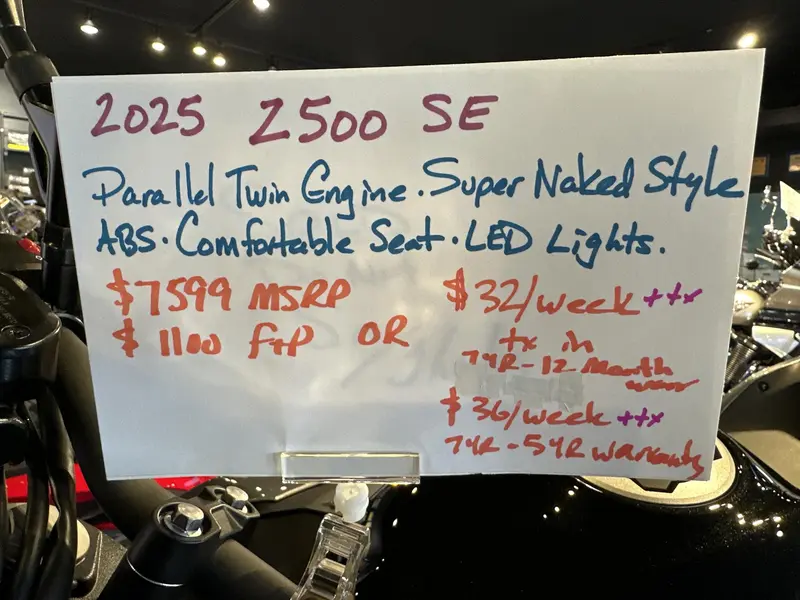 2025 Z500 SE
Parallel Twin Engine. Super Naked Style
ABS. Comfortable Seat. LED Lights.
$7599 MSRP
$1100 F+P OR
$32/week ++x
tx in
7YR-12 Month
$36/week ++x
7YR-5YR Warranty